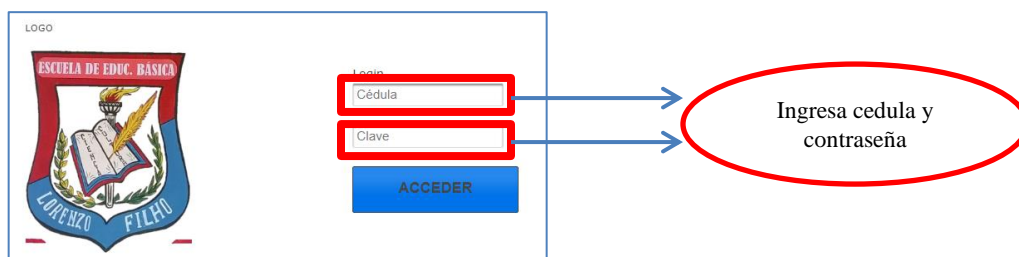 LOGO
ESCUELA DE EDUC. BÁSICA
LORENZO FILHO
Login
Cédula
Clave
ACCEDER
Ingresa cedula y
contraseña